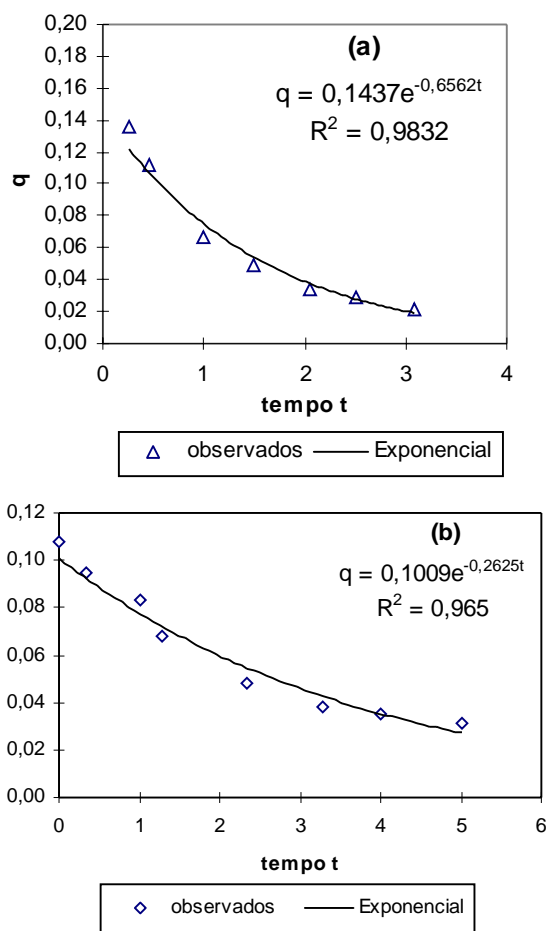 0,20
(a)
0,18
q = 0,1437e^-0,6562t
0,16
R² = 0,9832
0,14
0,12
q
0,10
0,08
0,06
0,04
0,02
0,00
0 1 2 3 4
tempo t
observados Exponencial
0,12
(b)
0,10
q = 0,1009e^-0,2625t
R² = 0,965
0,08
0,06
0,04
0,02
0,00
0 1 2 3 4 5 6
tempo t
observados Exponencial